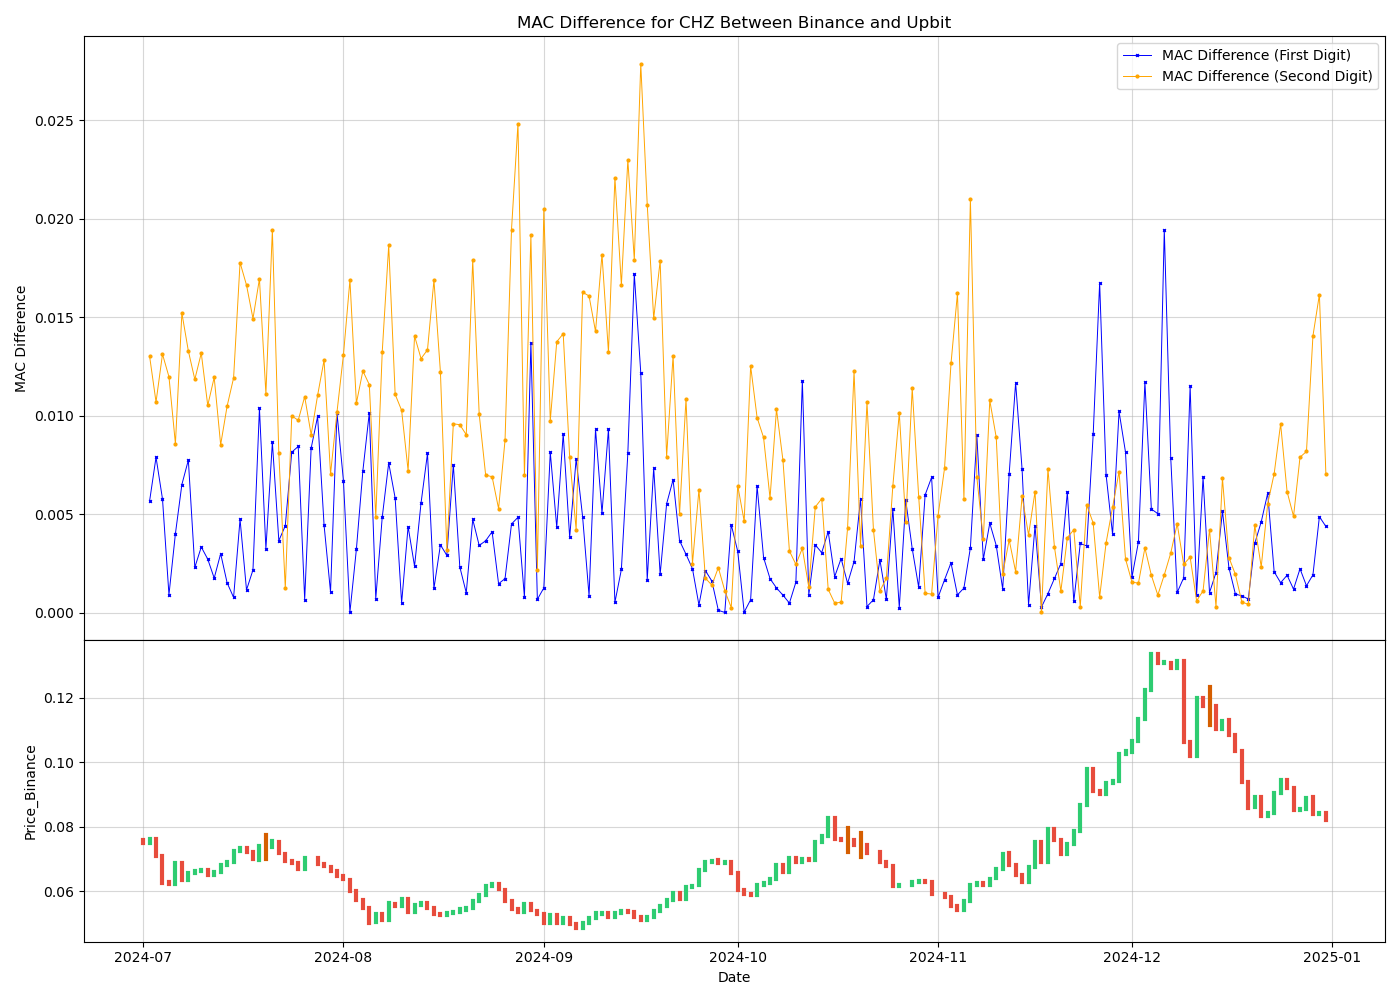 MAC Difference for CHZ Between Binance and Upbit
MAC Difference (First Digit)
MAC Difference (Second Digit)
MAC Difference
0.025
0.020
0.015
0.010
0.005
0.000
Price_Binance
0.12
0.10
0.08
0.06
2024-07
2024-08
2024-09
2024-10
2024-11
2024-12
2025-01
Date